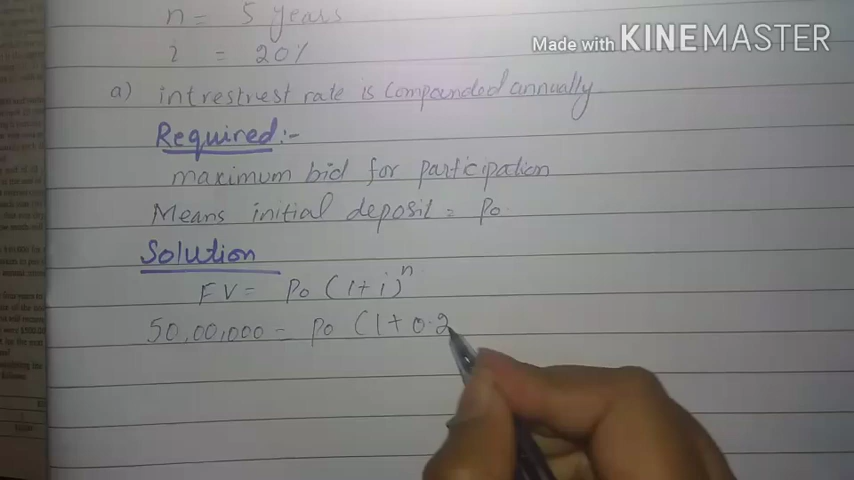 n = 5 years
Made with KINEMASTER
i = 20%
a) intrestrest rate is Compounded annually
Required:-
maximum bid for participation
Means initial deposit = Po.
Solution
FV = Po (1+i)^n
50,00,000 = Po (1+0.2